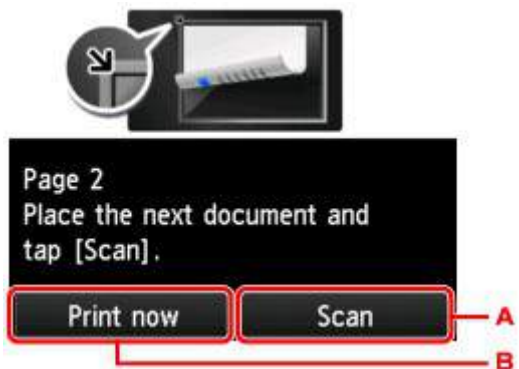 Page 2
Place the next document and
tap [Scan].
Print now Scan
A
B